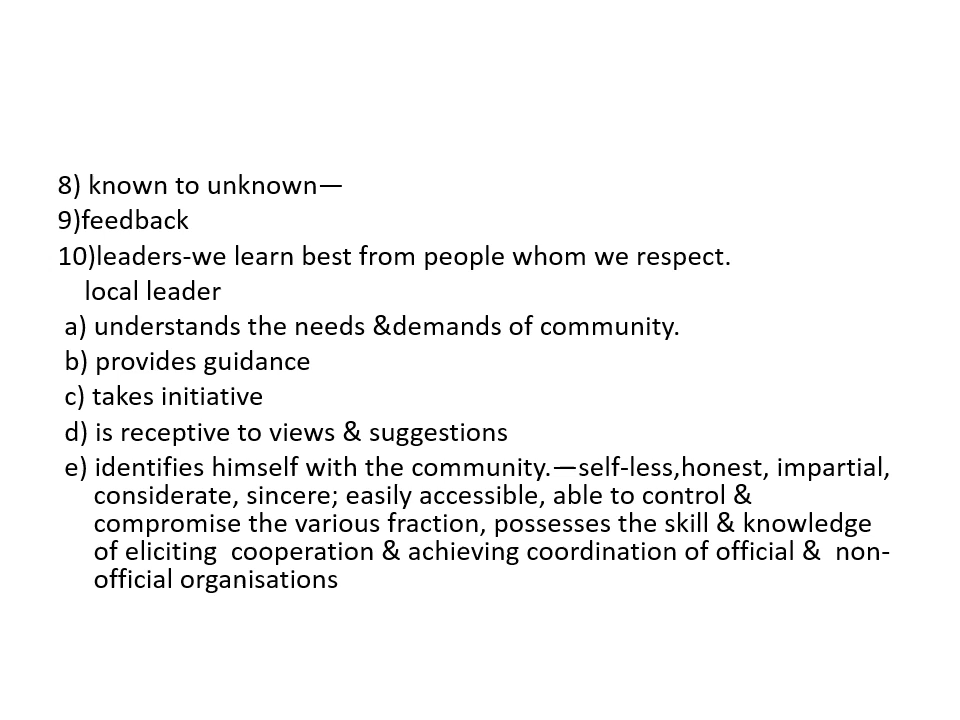 8) known to unknown—
9)feedback
10)leaders-we learn best from people whom we respect.
local leader
a) understands the needs &demands of community.
b) provides guidance
c) takes initiative
d) is receptive to views & suggestions
e) identifies himself with the community.—self-less,honest, impartial,
considerate, sincere; easily accessible, able to control &
compromise the various fraction, possesses the skill & knowledge
of eliciting  cooperation & achieving coordination of official &  non-
official organisations